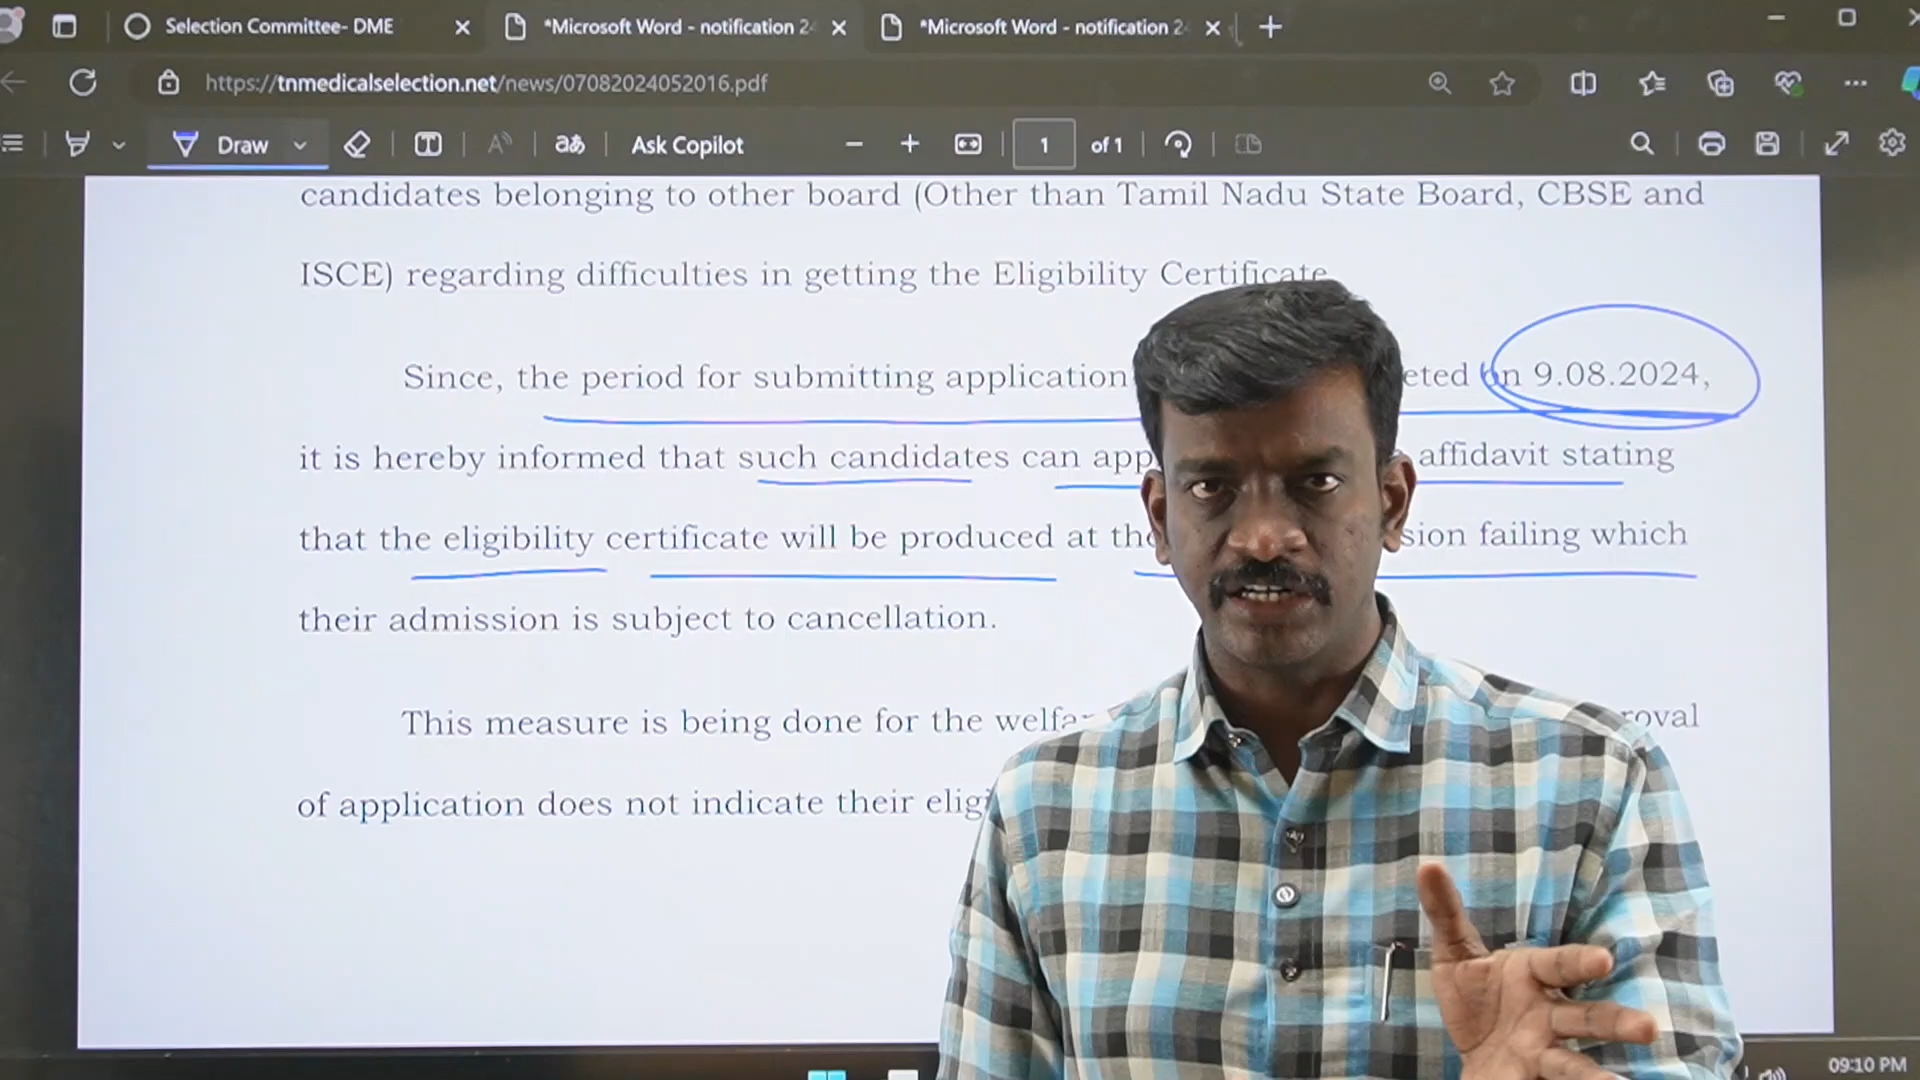 Selection Committee- DME
*Microsoft Word - notification 2
*Microsoft Word - notification 2
https://tnmedicalselection.net/news/07082024052016.pdf
Draw
Ask Copilot
1 of 1
candidates belonging to other board (Other than Tamil Nadu State Board, CBSE and
ISCE) regarding difficulties in getting the Eligibility Certificate
Since, the period for submitting application eted on 9.08.2024,
it is hereby informed that such candidates can app affidavit stating
that the eligibility certificate will be produced at the sion failing which
their admission is subject to cancellation.
This measure is being done for the welfa roval
of application does not indicate their elig
09:10 PM